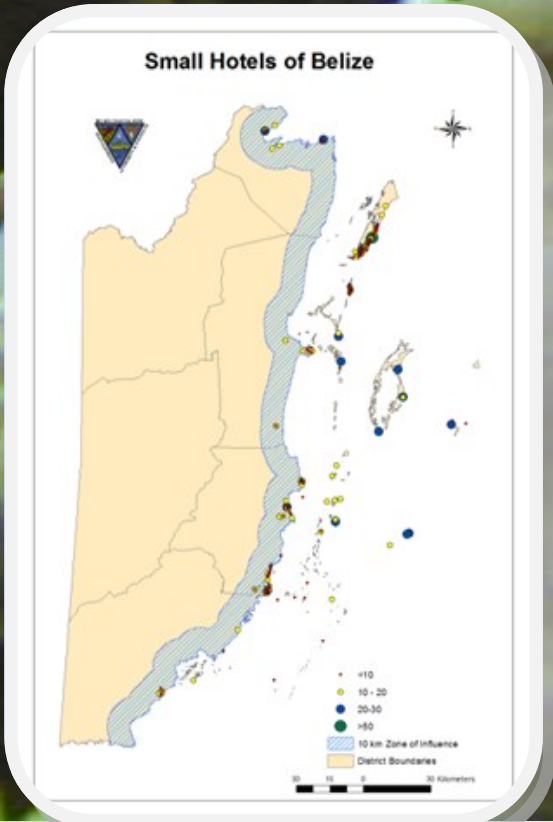 Small Hotels of Belize
<10
10 - 20
20-30
>50
10 km Zone of Influence
District Boundaries
30 15 0 30 Kilometers